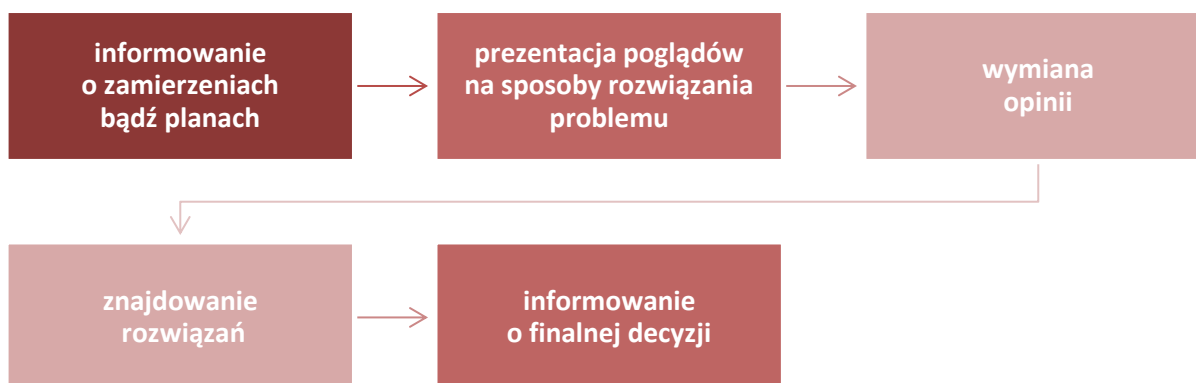 informowanie
o zamierzeniach
bądź planach
prezentacja poglądów
na sposoby rozwiązania
problemu
wymiana
opinii
znajdowanie
rozwiązań
informowanie
o finalnej decyzji